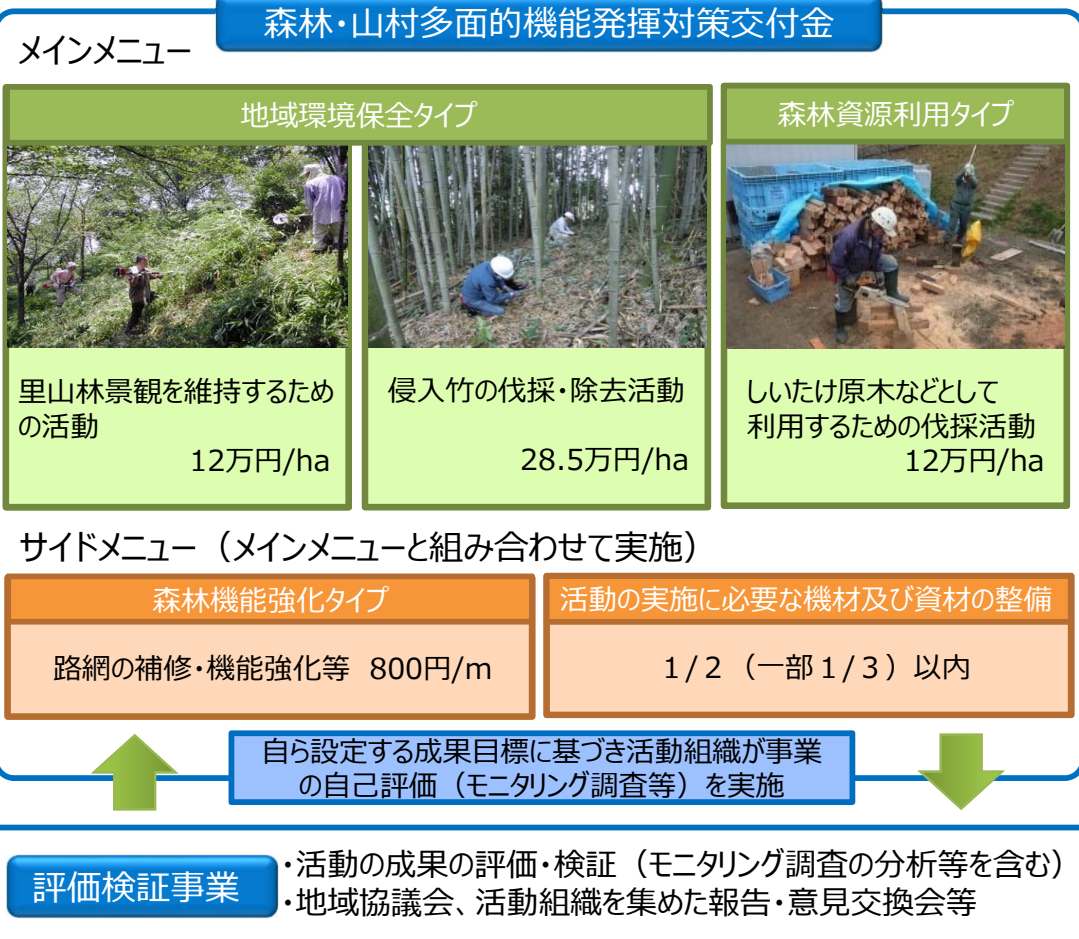 森林・山村多面的機能発揮対策交付金
メインメニュー
地域環境保全タイプ
森林資源利用タイプ
里山林景観を維持するため
の活動
12万円/ha
侵入竹の伐採・除去活動
28.5万円/ha
しいたけ原木などとして
利用するための伐採活動
12万円/ha
サイドメニュー（メインメニューと組み合わせて実施）
森林機能強化タイプ
路網の補修・機能強化等 800円/m
活動の実施に必要な機材及び資材の整備
１/２（一部１/３）以内
自ら設定する成果目標に基づき活動組織が事業
の自己評価（モニタリング調査等）を実施
評価検証事業
・活動の成果の評価・検証（モニタリング調査の分析等を含む）
・地域協議会、活動組織を集めた報告・意見交換会等